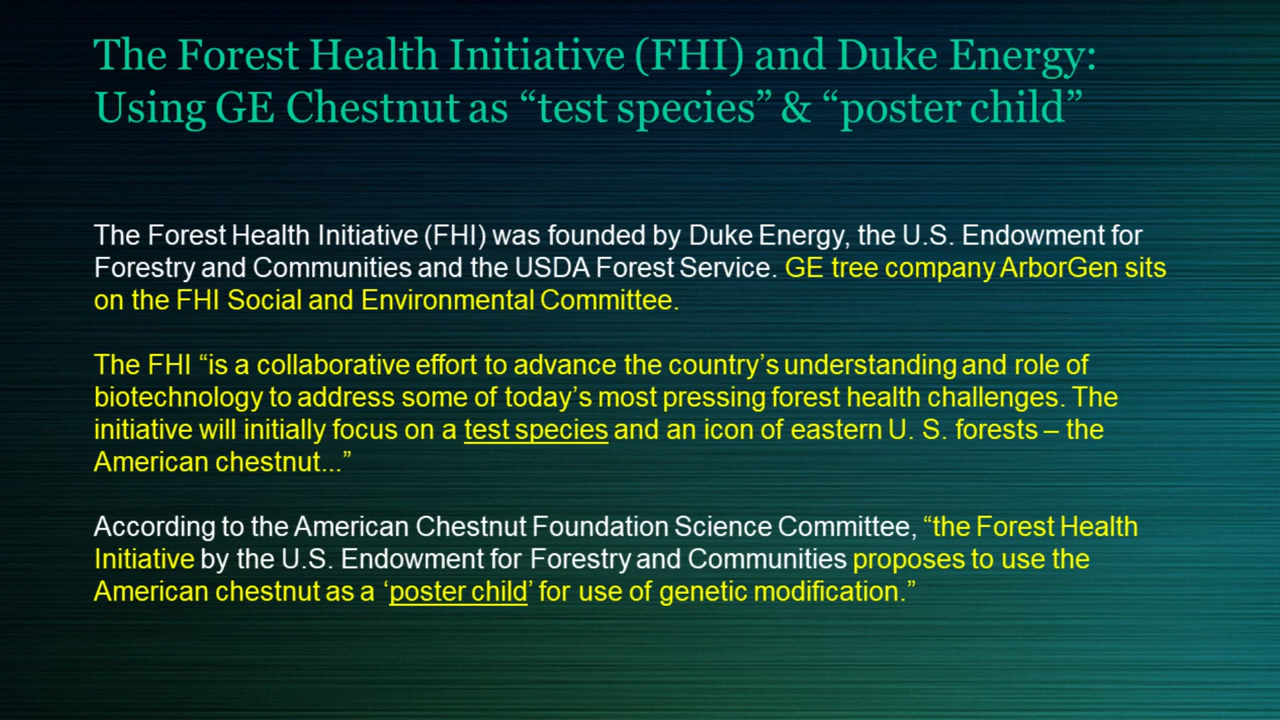 The Forest Health Initiative (FHI) and Duke Energy:
Using GE Chestnut as “test species” & “poster child”
The Forest Health Initiative (FHI) was founded by Duke Energy, the U.S. Endowment for
Forestry and Communities and the USDA Forest Service. GE tree company ArborGen sits
on the FHI Social and Environmental Committee.
The FHI “is a collaborative effort to advance the country’s understanding and role of
biotechnology to address some of today’s most pressing forest health challenges. The
initiative will initially focus on a test species and an icon of eastern U. S. forests – the
American chestnut...”
According to the American Chestnut Foundation Science Committee, “the Forest Health
Initiative by the U.S. Endowment for Forestry and Communities proposes to use the
American chestnut as a ‘poster child’ for use of genetic modification.”